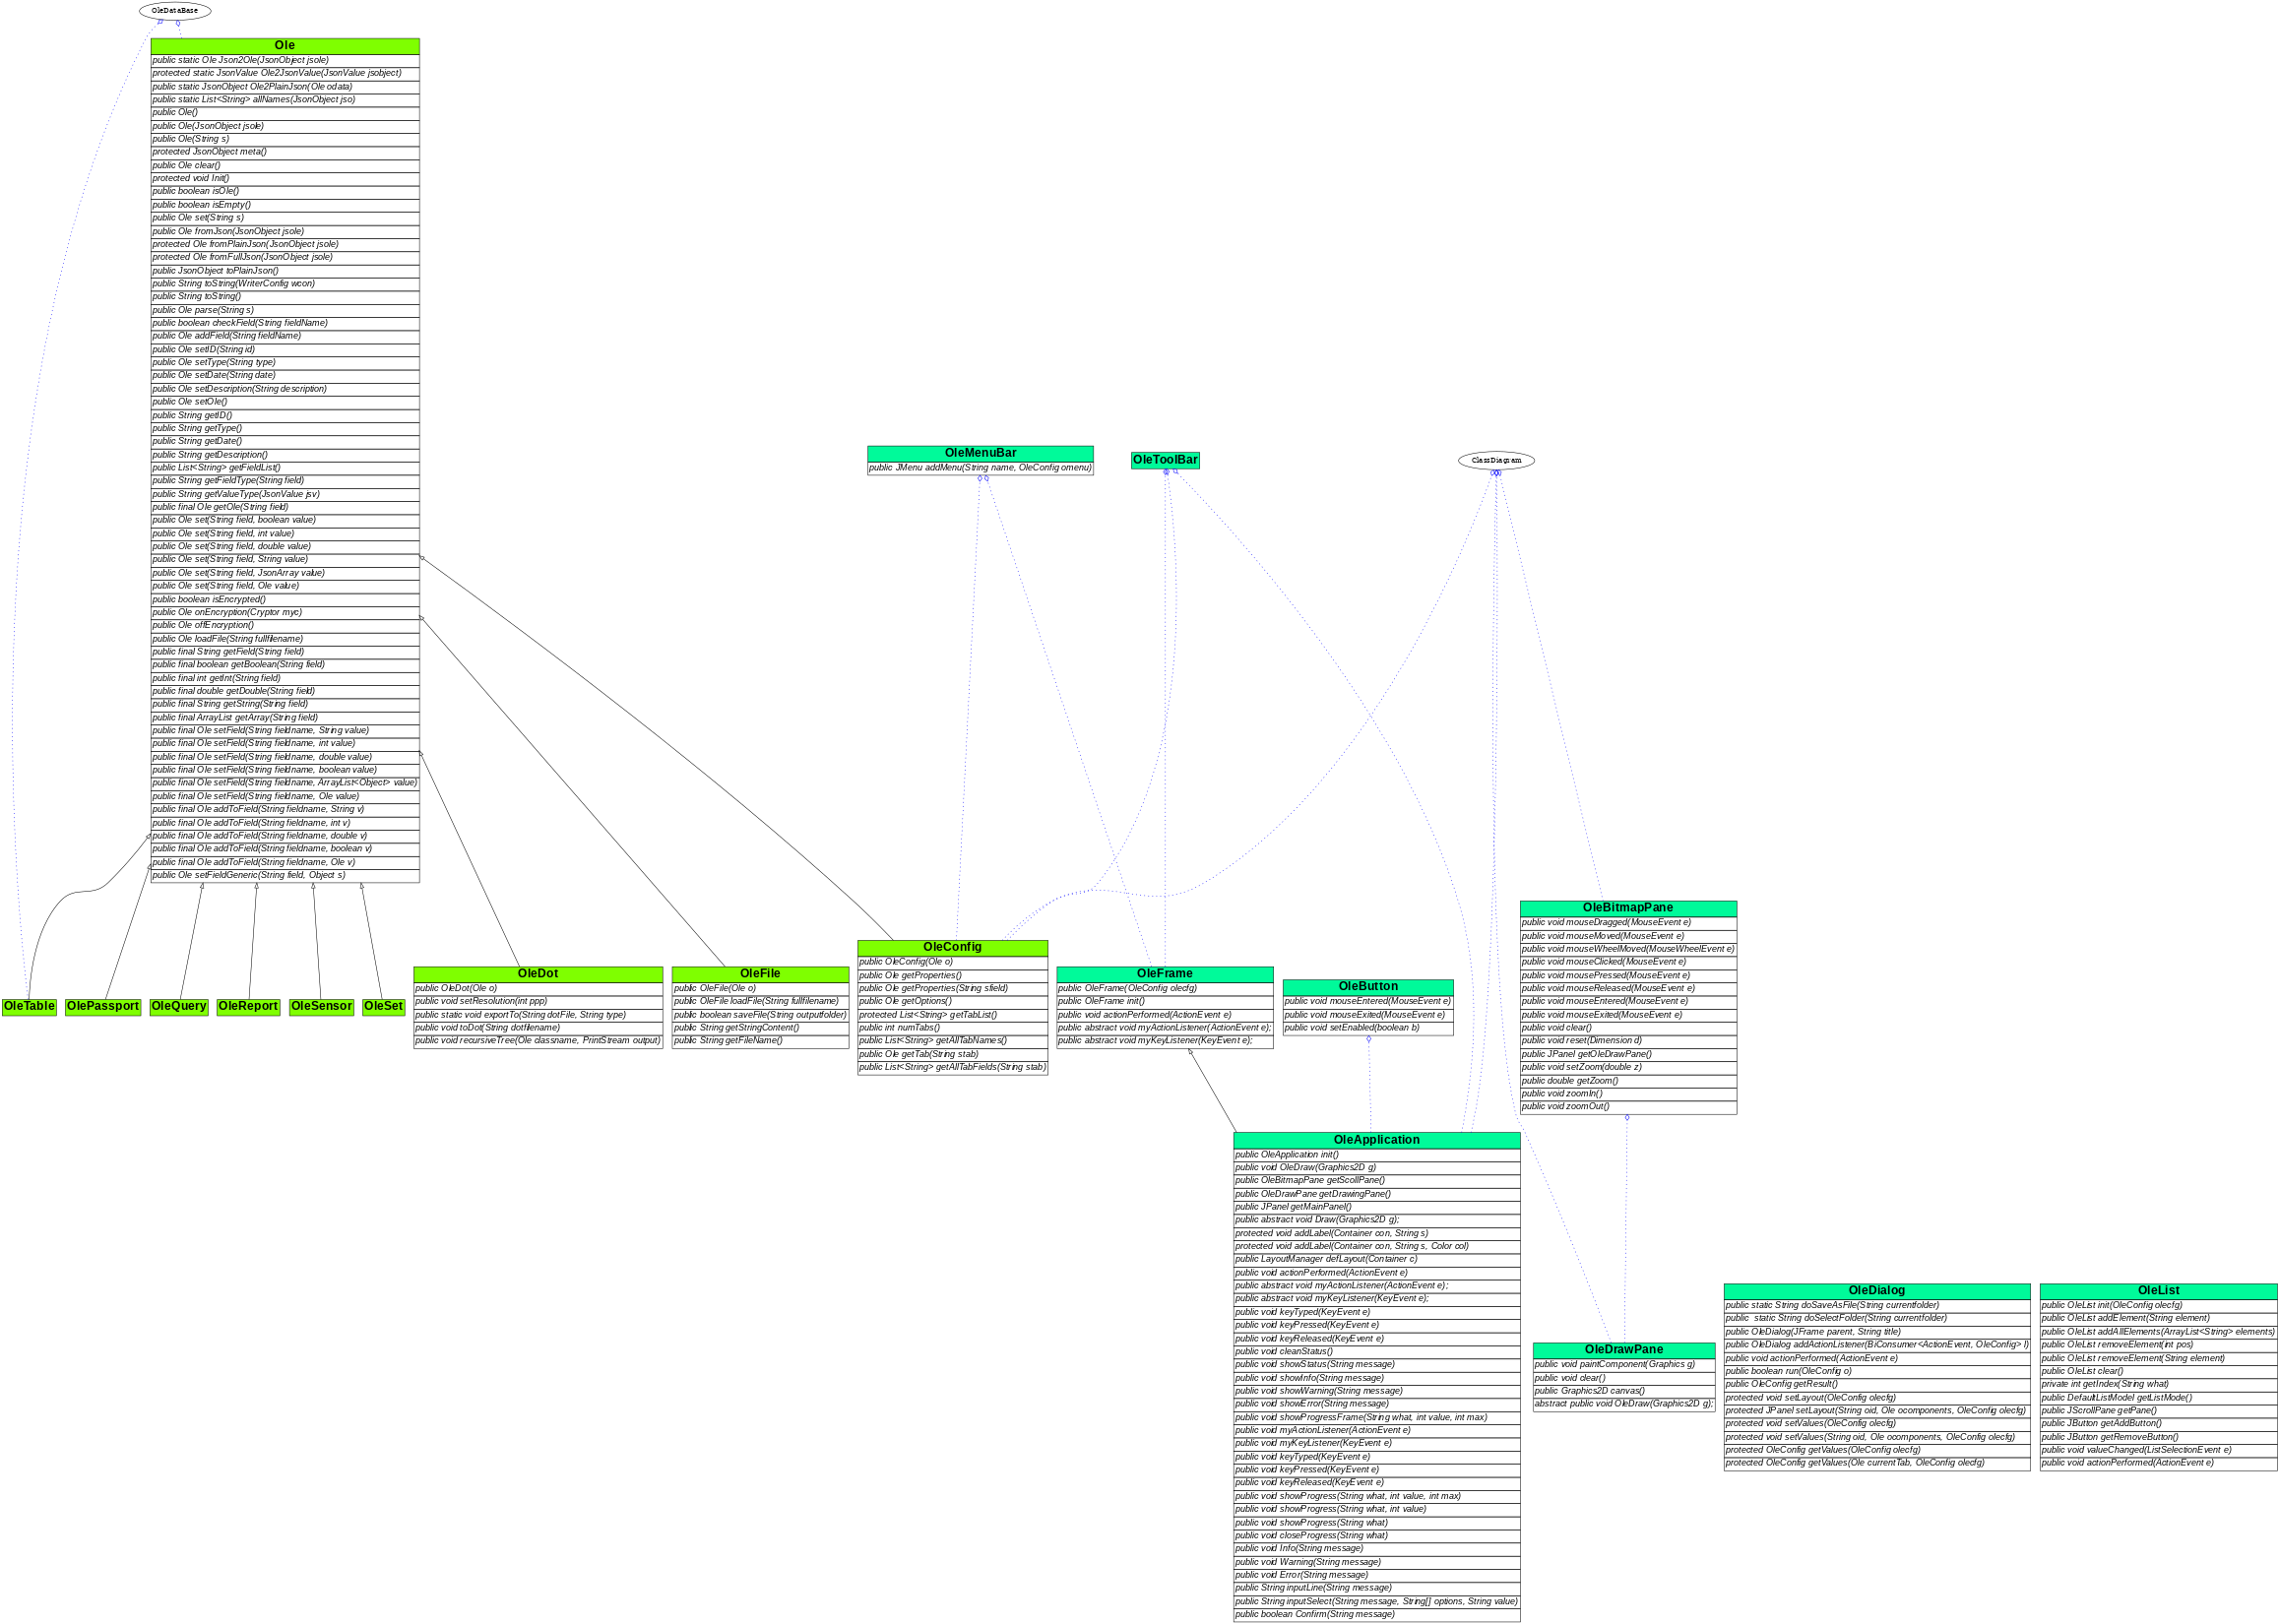 OleDataBase
Ole
public static Ole Json2Ole(JsonObject jsole)
protected static JsonValue Ole2JsonValue(JsonValue jsobject)
public static JsonObject Ole2PlainJson(Ole odata)
public static List<String> allNames(JsonObject jso)
public Ole()
public Ole(JsonObject jsole)
public Ole(String s)
protected JsonObject meta()
public Ole clear()
protected void Init()
public boolean isOle()
public boolean isEmpty()
public Ole set(String s)
public Ole fromJson(JsonObject jsole)
protected Ole fromPlainJson(JsonObject jsole)
protected Ole fromFullJson(JsonObject jsole)
public JsonObject toPlainJson()
public String toString(WriterConfig wcon)
public String toString()
public Ole parse(String s)
public boolean checkField(String fieldName)
public Ole addField(String fieldName)
public Ole setID(String id)
public Ole setType(String type)
public Ole setDate(String date)
public Ole setDescription(String description)
public Ole setOle()
public String getID()
public String getType()
public String getDate()
public String getDescription()
public List<String> getFieldList()
public String getFieldType(String field)
public String getValueType(JsonValue jsv)
public final Ole getOle(String field)
public Ole set(String field, boolean value)
public Ole set(String field, int value)
public Ole set(String field, double value)
public Ole set(String field, String value)
public Ole set(String field, JsonArray value)
public Ole set(String field, Ole value)
public boolean isEncrypted()
public Ole onEncryption(Cryptor myc)
public Ole offEncryption()
public Ole loadFile(String fullfilename)
public final String getField(String field)
public final boolean getBoolean(String field)
public final int getInt(String field)
public final double getDouble(String field)
public final String getString(String field)
public final ArrayList getArray(String field)
public final Ole setField(String fieldname, String value)
public final Ole setField(String fieldname, int value)
public final Ole setField(String fieldname, double value)
public final Ole setField(String fieldname, boolean value)
public final Ole setField(String fieldname, ArrayList<Object> value)
public final Ole setField(String fieldname, Ole value)
public final Ole addToField(String fieldname, String v)
public final Ole addToField(String fieldname, int v)
public final Ole addToField(String fieldname, double v)
public final Ole addToField(String fieldname, boolean v)
public final Ole addToField(String fieldname, Ole v)
public Ole setFieldGeneric(String field, Object s)
OleMenuBar
public JMenu addMenu(String name, OleConfig omenu)
OleToolBar
ClassDiagram
OleTable
OlePassport
OleQuery
OleReport
OleSensor
OleSet
OleDot
public OleDot(Ole o)
public void setResolution(int ppp)
public static void exportTo(String dotFile, String type)
public void toDot(String dotfilename)
public void recursiveTree(Ole classname, PrintStream output)
OleFile
public OleFile(Ole o)
public OleFile loadFile(String fullfilename)
public boolean saveFile(String outputfolder)
public String getStringContent()
public String getFileName()
OleConfig
public OleConfig(Ole o)
public Ole getProperties()
public Ole getProperties(String sfield)
public Ole getOptions()
protected List<String> getTabList()
public int numTabs()
public List<String> getAllTabNames()
public Ole getTab(String stab)
public List<String> getAllTabFields(String stab)
OleFrame
public OleFrame(OleConfig olecfg)
public OleFrame init()
public void actionPerformed(ActionEvent e)
public abstract void myActionListener(ActionEvent e);
public abstract void myKeyListener(KeyEvent e);
OleButton
public void mouseEntered(MouseEvent e)
public void mouseExited(MouseEvent e)
public void setEnabled(boolean b)
OleBitmapPane
public void mouseDragged(MouseEvent e)
public void mouseMoved(MouseEvent e)
public void mouseWheelMoved(MouseWheelEvent e)
public void mouseClicked(MouseEvent e)
public void mousePressed(MouseEvent e)
public void mouseReleased(MouseEvent e)
public void mouseEntered(MouseEvent e)
public void mouseExited(MouseEvent e)
public void clear()
public void reset(Dimension d)
public JPanel getOleDrawPane()
public void setZoom(double z)
public double getZoom()
public void zoomIn()
public void zoomOut()
OleApplication
public OleApplication init()
public void OleDraw(Graphics2D g)
public OleBitmapPane getScollPane()
public OleDrawPane getDrawingPane()
public JPanel getMainPanel()
public abstract void Draw(Graphics2D g);
protected void addLabel(Container con, String s)
protected void addLabel(Container con, String s, Color col)
public LayoutManager defLayout(Container c)
public void actionPerformed(ActionEvent e)
public abstract void myActionListener(ActionEvent e);
public abstract void myKeyListener(KeyEvent e);
public void keyTyped(KeyEvent e)
public void keyPressed(KeyEvent e)
public void keyReleased(KeyEvent e)
public void cleanStatus()
public void showStatus(String message)
public void showInfo(String message)
public void showWarning(String message)
public void showError(String message)
public void showProgressFrame(String what, int value, int max)
public void myActionListener(ActionEvent e)
public void myKeyListener(KeyEvent e)
public void keyTyped(KeyEvent e)
public void keyPressed(KeyEvent e)
public void keyReleased(KeyEvent e)
public void showProgress(String what, int value, int max)
public void showProgress(String what, int value)
public void showProgress(String what)
public void closeProgress(String what)
public void Info(String message)
public void Warning(String message)
public void Error(String message)
public String inputLine(String message)
public String inputSelect(String message, String[] options, String value)
public boolean Confirm(String message)
OleDrawPane
public void paintComponent(Graphics g)
public void clear()
public Graphics2D canvas()
abstract public void OleDraw(Graphics2D g);
OleDialog
public static String doSaveAsFile(String currentfolder)
public  static String doSelectFolder(String currentfolder)
public OleDialog(JFrame parent, String title)
public OleDialog addActionListener(BiConsumer<ActionEvent, OleConfig> l)
public void actionPerformed(ActionEvent e)
public boolean run(OleConfig o)
public OleConfig getResult()
protected void setLayout(OleConfig olecfg)
protected JPanel setLayout(String oid, Ole ocomponents, OleConfig olecfg)
protected void setValues(OleConfig olecfg)
protected void setValues(String oid, Ole ocomponents, OleConfig olecfg)
protected OleConfig getValues(OleConfig olecfg)
protected OleConfig getValues(Ole currentTab, OleConfig olecfg)
OleList
public OleList init(OleConfig olecfg)
public OleList addElement(String element)
public OleList addAllElements(ArrayList<String> elements)
public OleList removeElement(int pos)
public OleList removeElement(String element)
public OleList clear()
private int getIndex(String what)
public DefaultListModel getListMode()
public JScrollPane getPane()
public JButton getAddButton()
public JButton getRemoveButton()
public void valueChanged(ListSelectionEvent e)
public void actionPerformed(ActionEvent e)